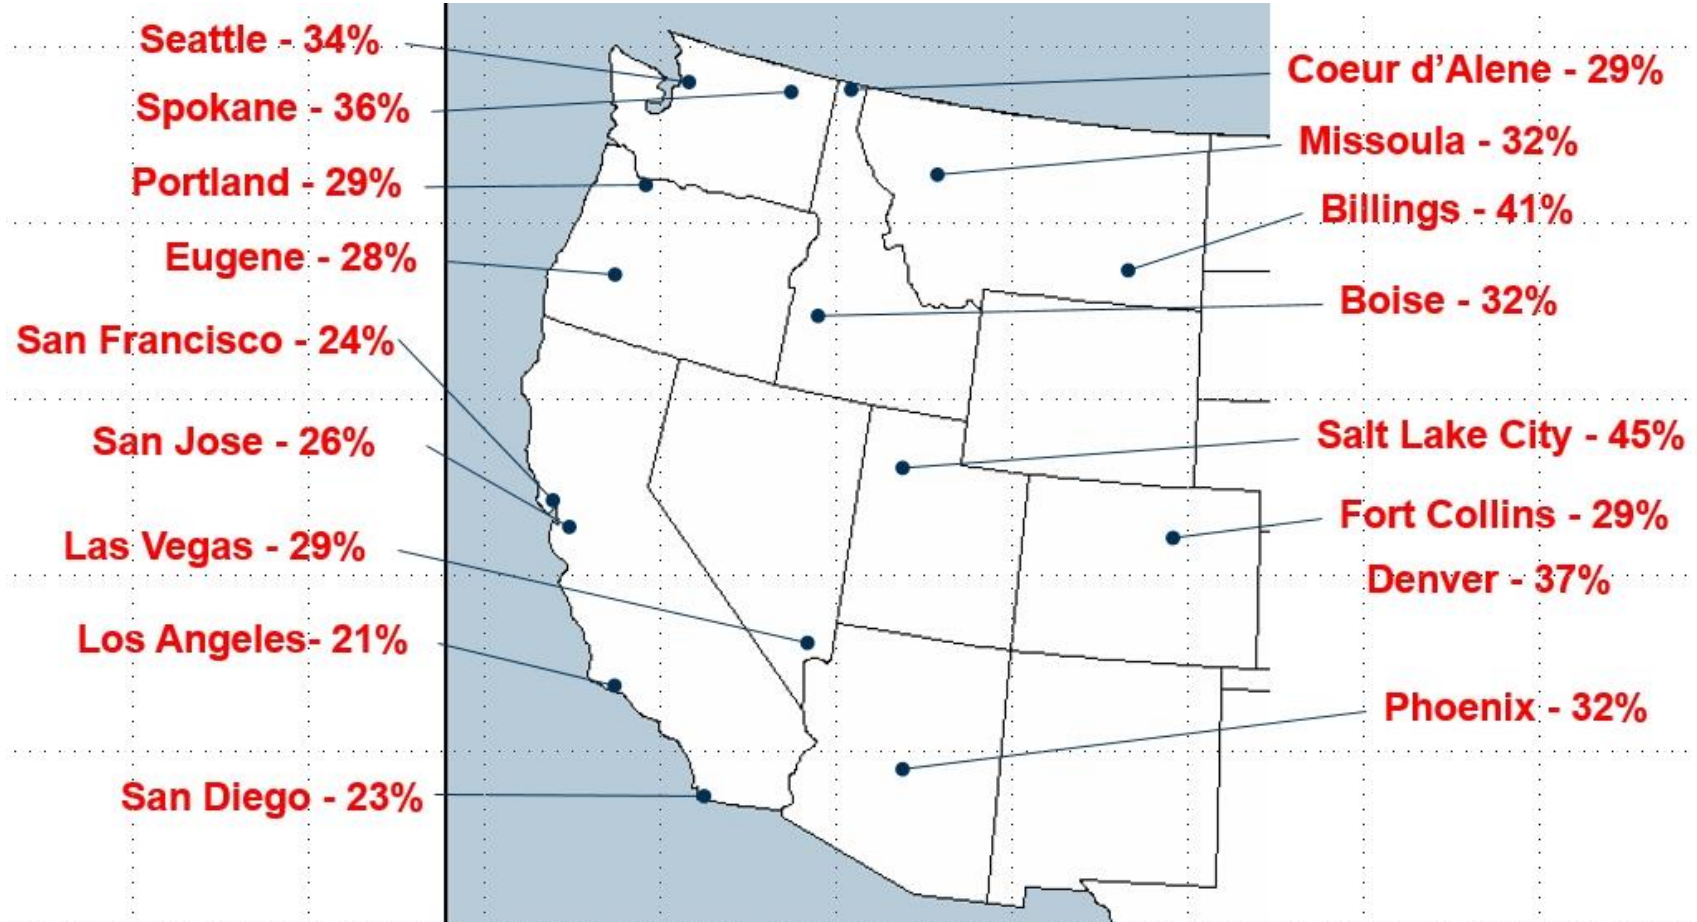 Seattle - 34%
Spokane - 36%
Portland - 29%
Eugene - 28%
San Francisco - 24%
San Jose - 26%
Las Vegas - 29%
Los Angeles- 21%
San Diego - 23%
Coeur d’Alene - 29%
Missoula - 32%
Billings - 41%
Boise - 32%
Salt Lake City - 45%
Fort Collins - 29%
Denver - 37%
Phoenix - 32%